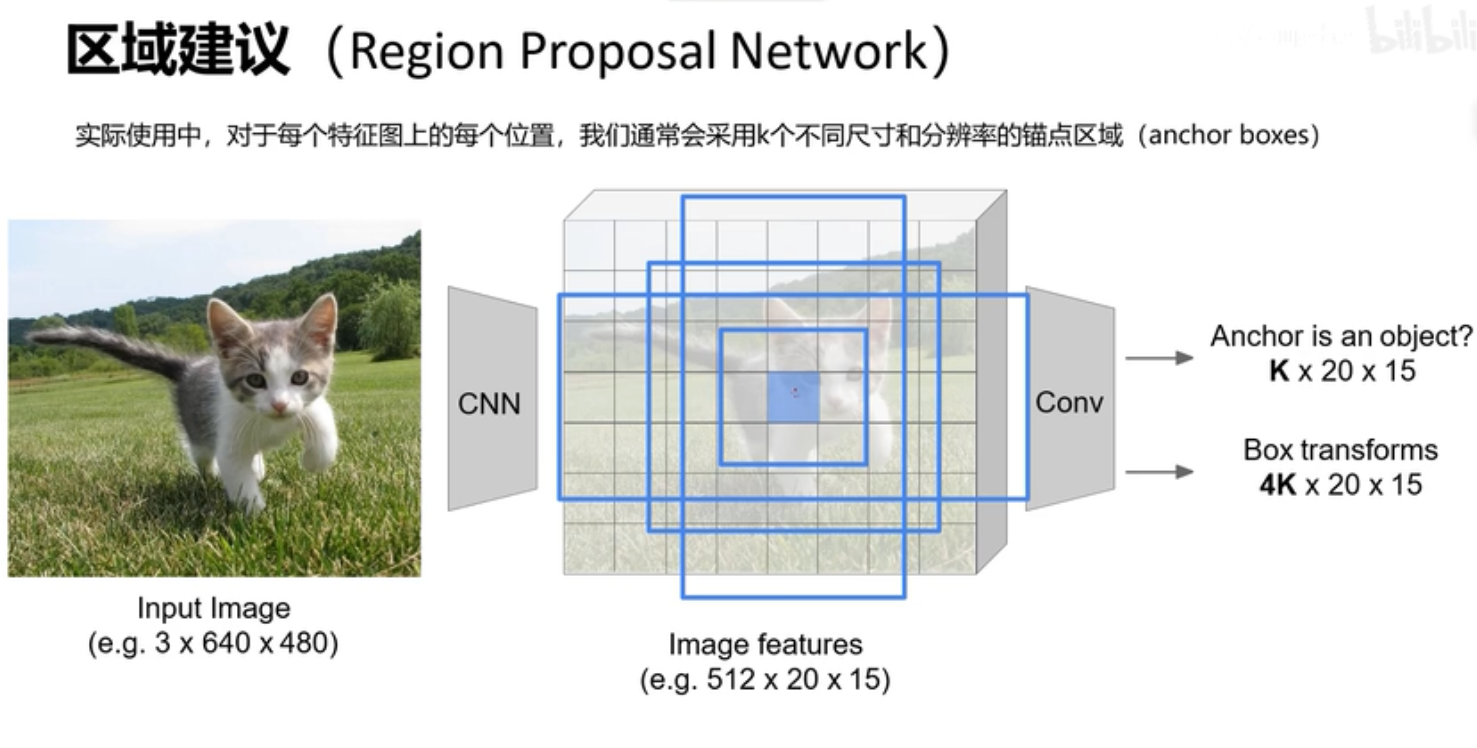 区域建议（Region Proposal Network）
bilibili
实际使用中，对于每个特征图上的每个位置，我们通常会采用k个不同尺寸和分辨率的锚点区域（anchor boxes）
CNN
Conv
Anchor is an object?
K x 20 x 15
Box transforms
4K x 20 x 15
Input Image
(e.g. 3 x 640 x 480)
Image features
(e.g. 512 x 20 x 15)